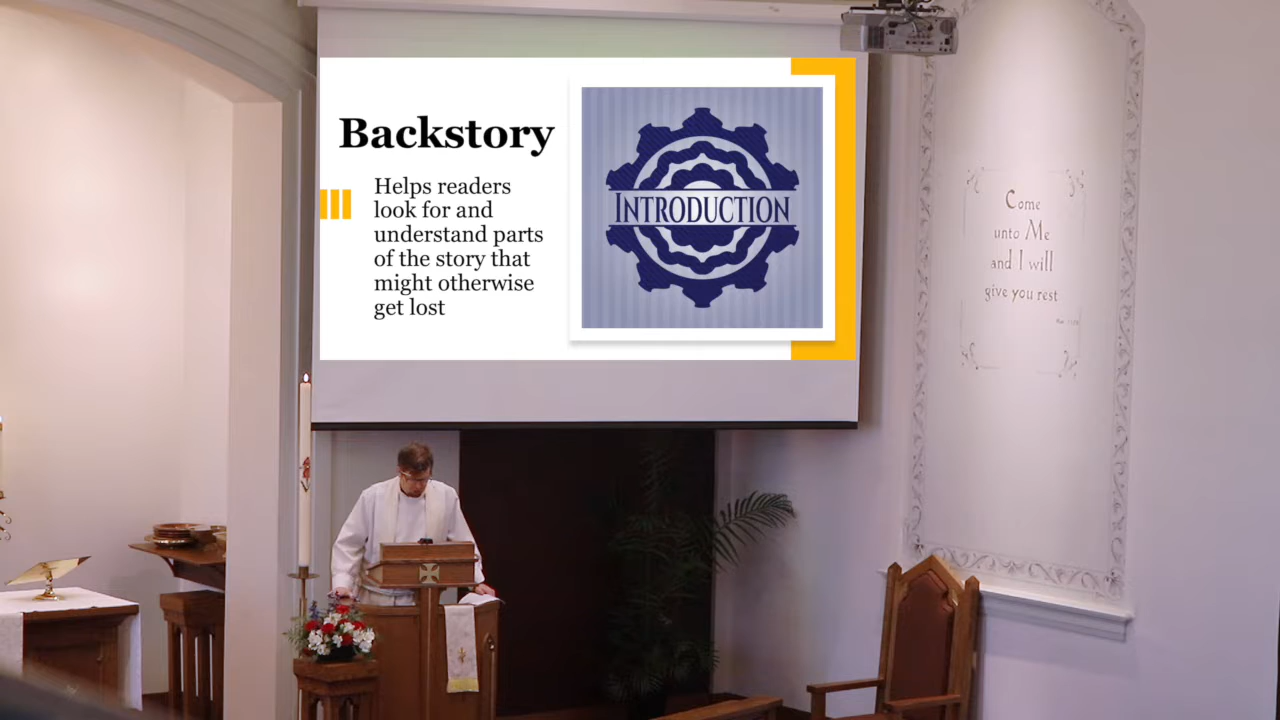 Backstory
Helps readers
look for and
understand parts
of the story that
might otherwise
get lost
INTRODUCTION
Come
unto Me
and I will
give you rest